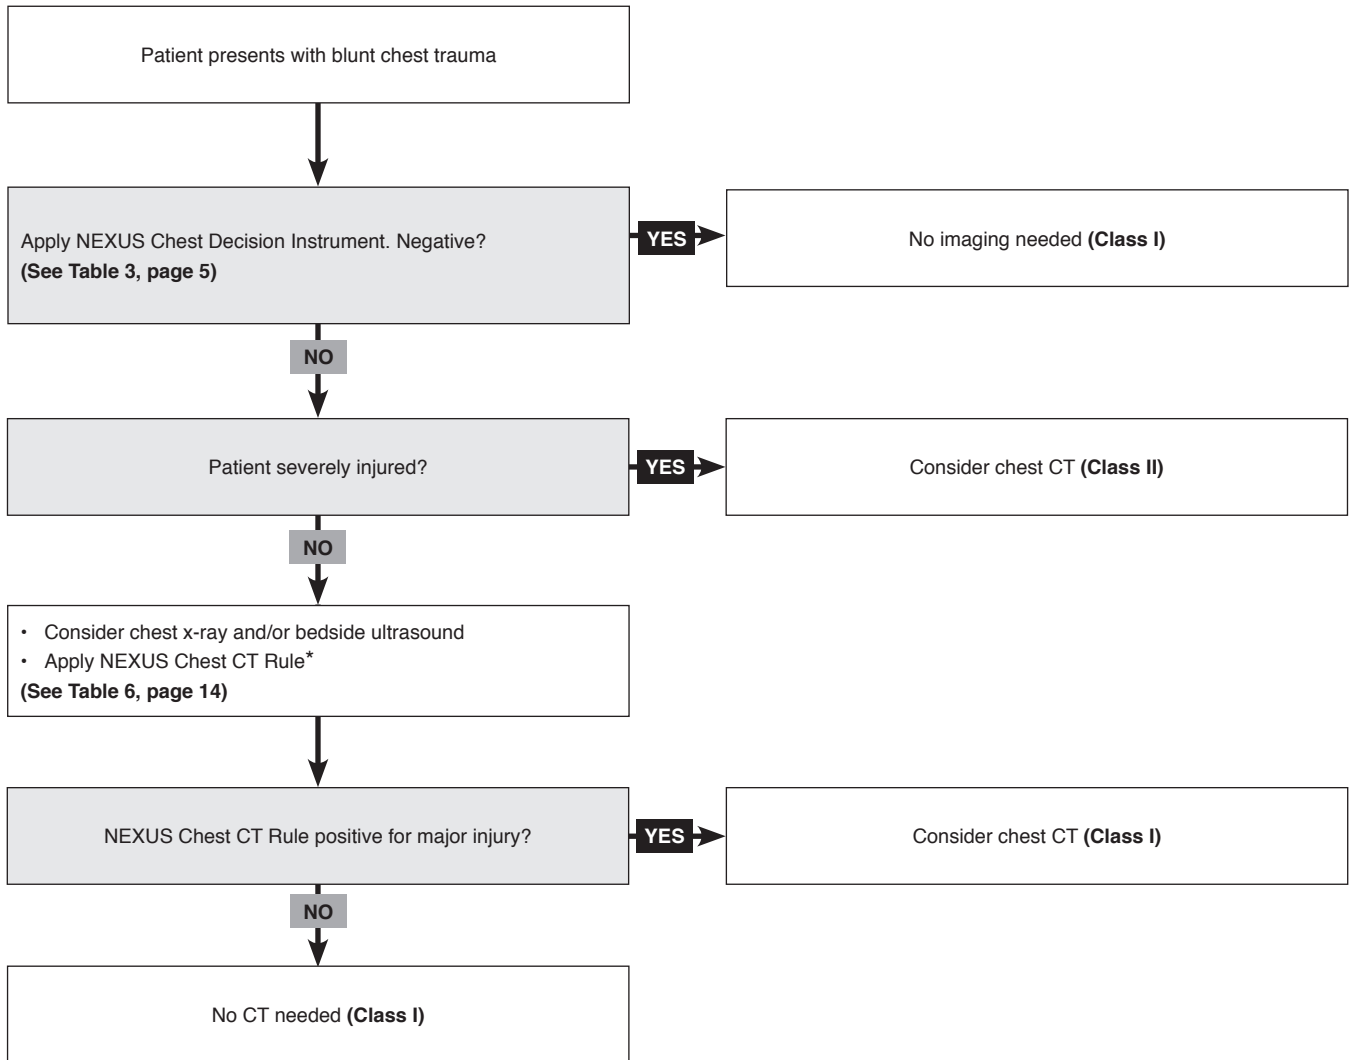 Patient presents with blunt chest trauma
Apply NEXUS Chest Decision Instrument. Negative?
(See Table 3, page 5)
YES
No imaging needed (Class I)
NO
Patient severely injured?
YES
Consider chest CT (Class II)
NO
• Consider chest x-ray and/or bedside ultrasound
• Apply NEXUS Chest CT Rule*
(See Table 6, page 14)
NEXUS Chest CT Rule positive for major injury?
YES
Consider chest CT (Class I)
NO
No CT needed (Class I)